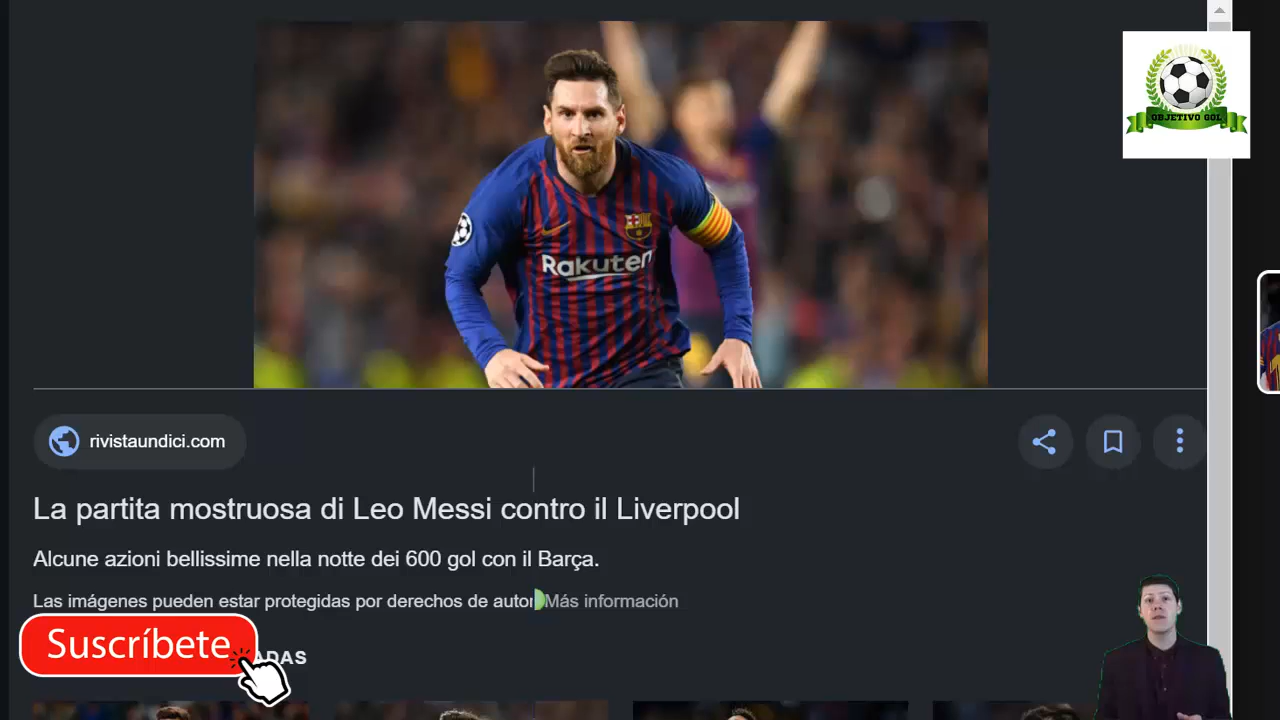 OBJETIVO GOL
Rakuten
rivistaundici.com
La partita mostruosa di Leo Messi contro il Liverpool
Alcune azioni bellissime nella notte dei 600 gol con il Barça.
Las imágenes pueden estar protegidas por derechos de autor Más información
Suscríbete
ADAS